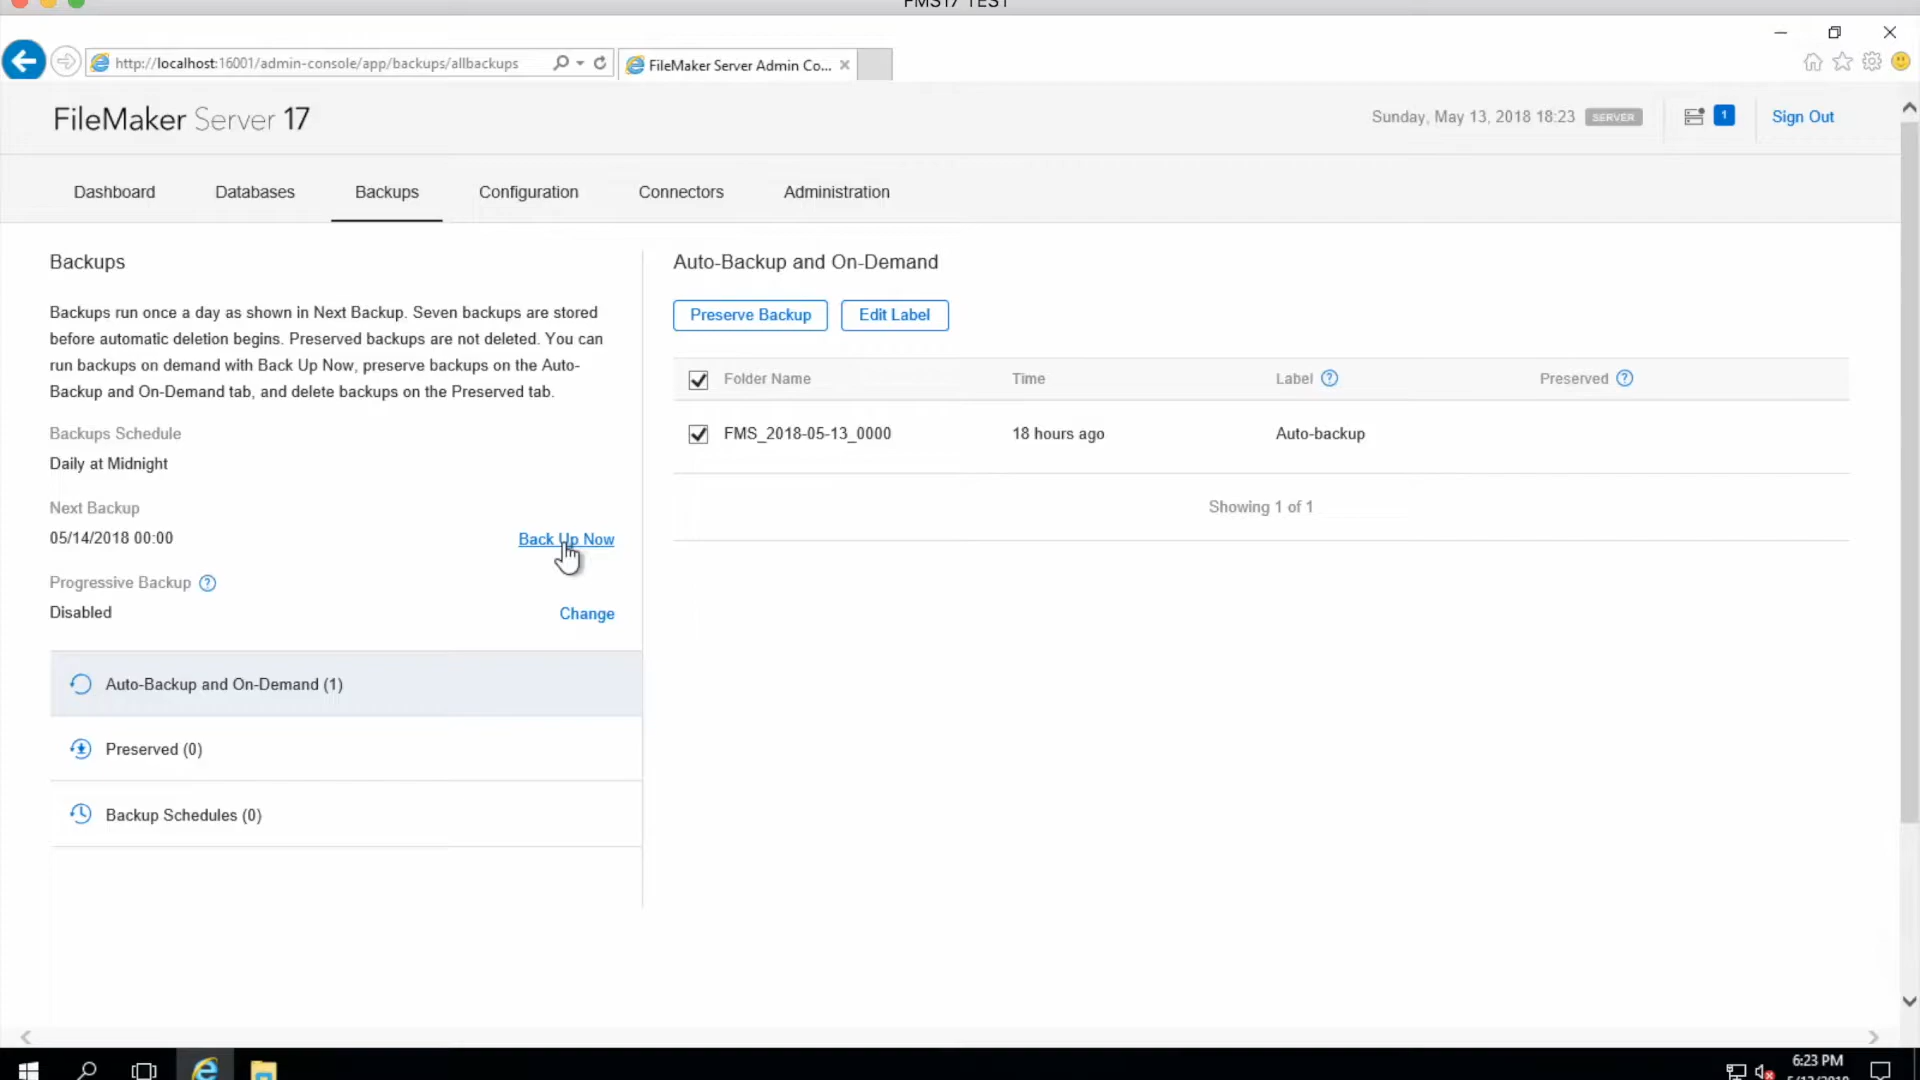 FMS17 TEST
http://localhost:16001/admin-console/app/backups/allbackups
FileMaker Server Admin Co...
FileMaker Server 17
Sunday, May 13, 2018 18:23
SERVER
1
Sign Out
Dashboard
Databases
Backups
Configuration
Connectors
Administration
Backups
Backups run once a day as shown in Next Backup. Seven backups are stored
before automatic deletion begins. Preserved backups are not deleted. You can
run backups on demand with Back Up Now, preserve backups on the Auto-
Backup and On-Demand tab, and delete backups on the Preserved tab.
Backups Schedule
Daily at Midnight
Next Backup
05/14/2018 00:00
Back Up Now
Progressive Backup ?
Disabled
Change
Auto-Backup and On-Demand (1)
Preserved (0)
Backup Schedules (0)
Auto-Backup and On-Demand
Preserve Backup
Edit Label
Folder Name
Time
Label ?
Preserved ?
FMS_2018-05-13_0000
18 hours ago
Auto-backup
Showing 1 of 1
6:23 PM
5/13/2018